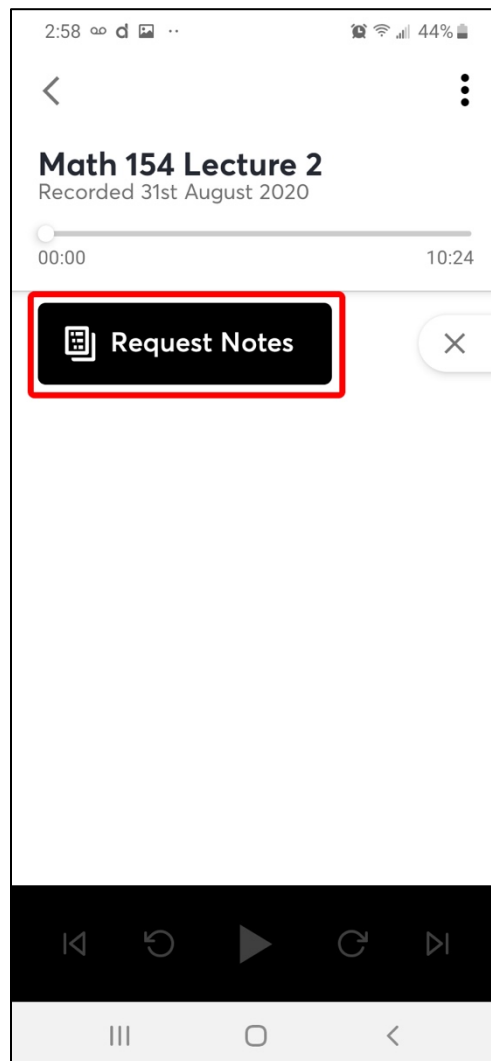 2:58 44%
Math 154 Lecture 2
Recorded 31st August 2020
00:00 10:24
Request Notes